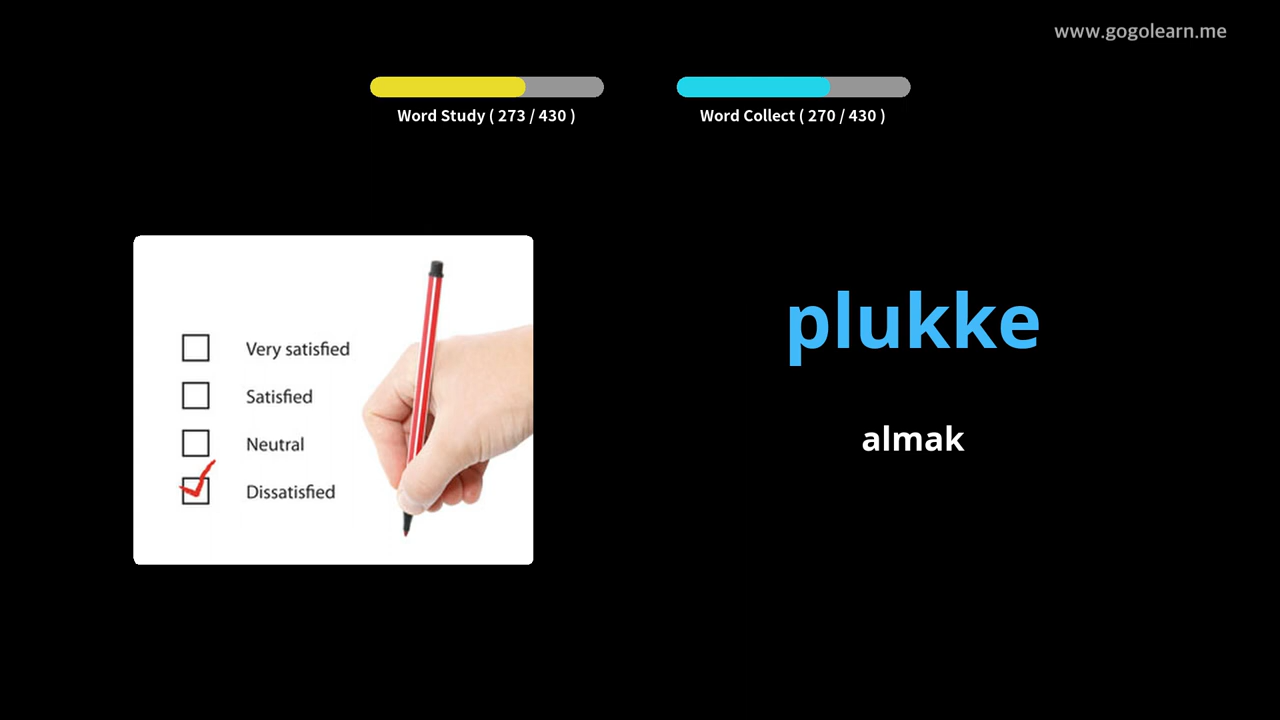 www.gogolearn.me
Word Study ( 273 / 430 )
Word Collect ( 270 / 430 )
Very satisfied
Satisfied
Neutral
Dissatisfied
plukke
almak